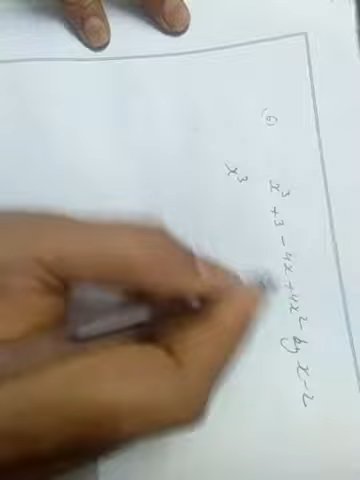 (6)
x³ + 3 - 4x + 4x² by x - 2
x³